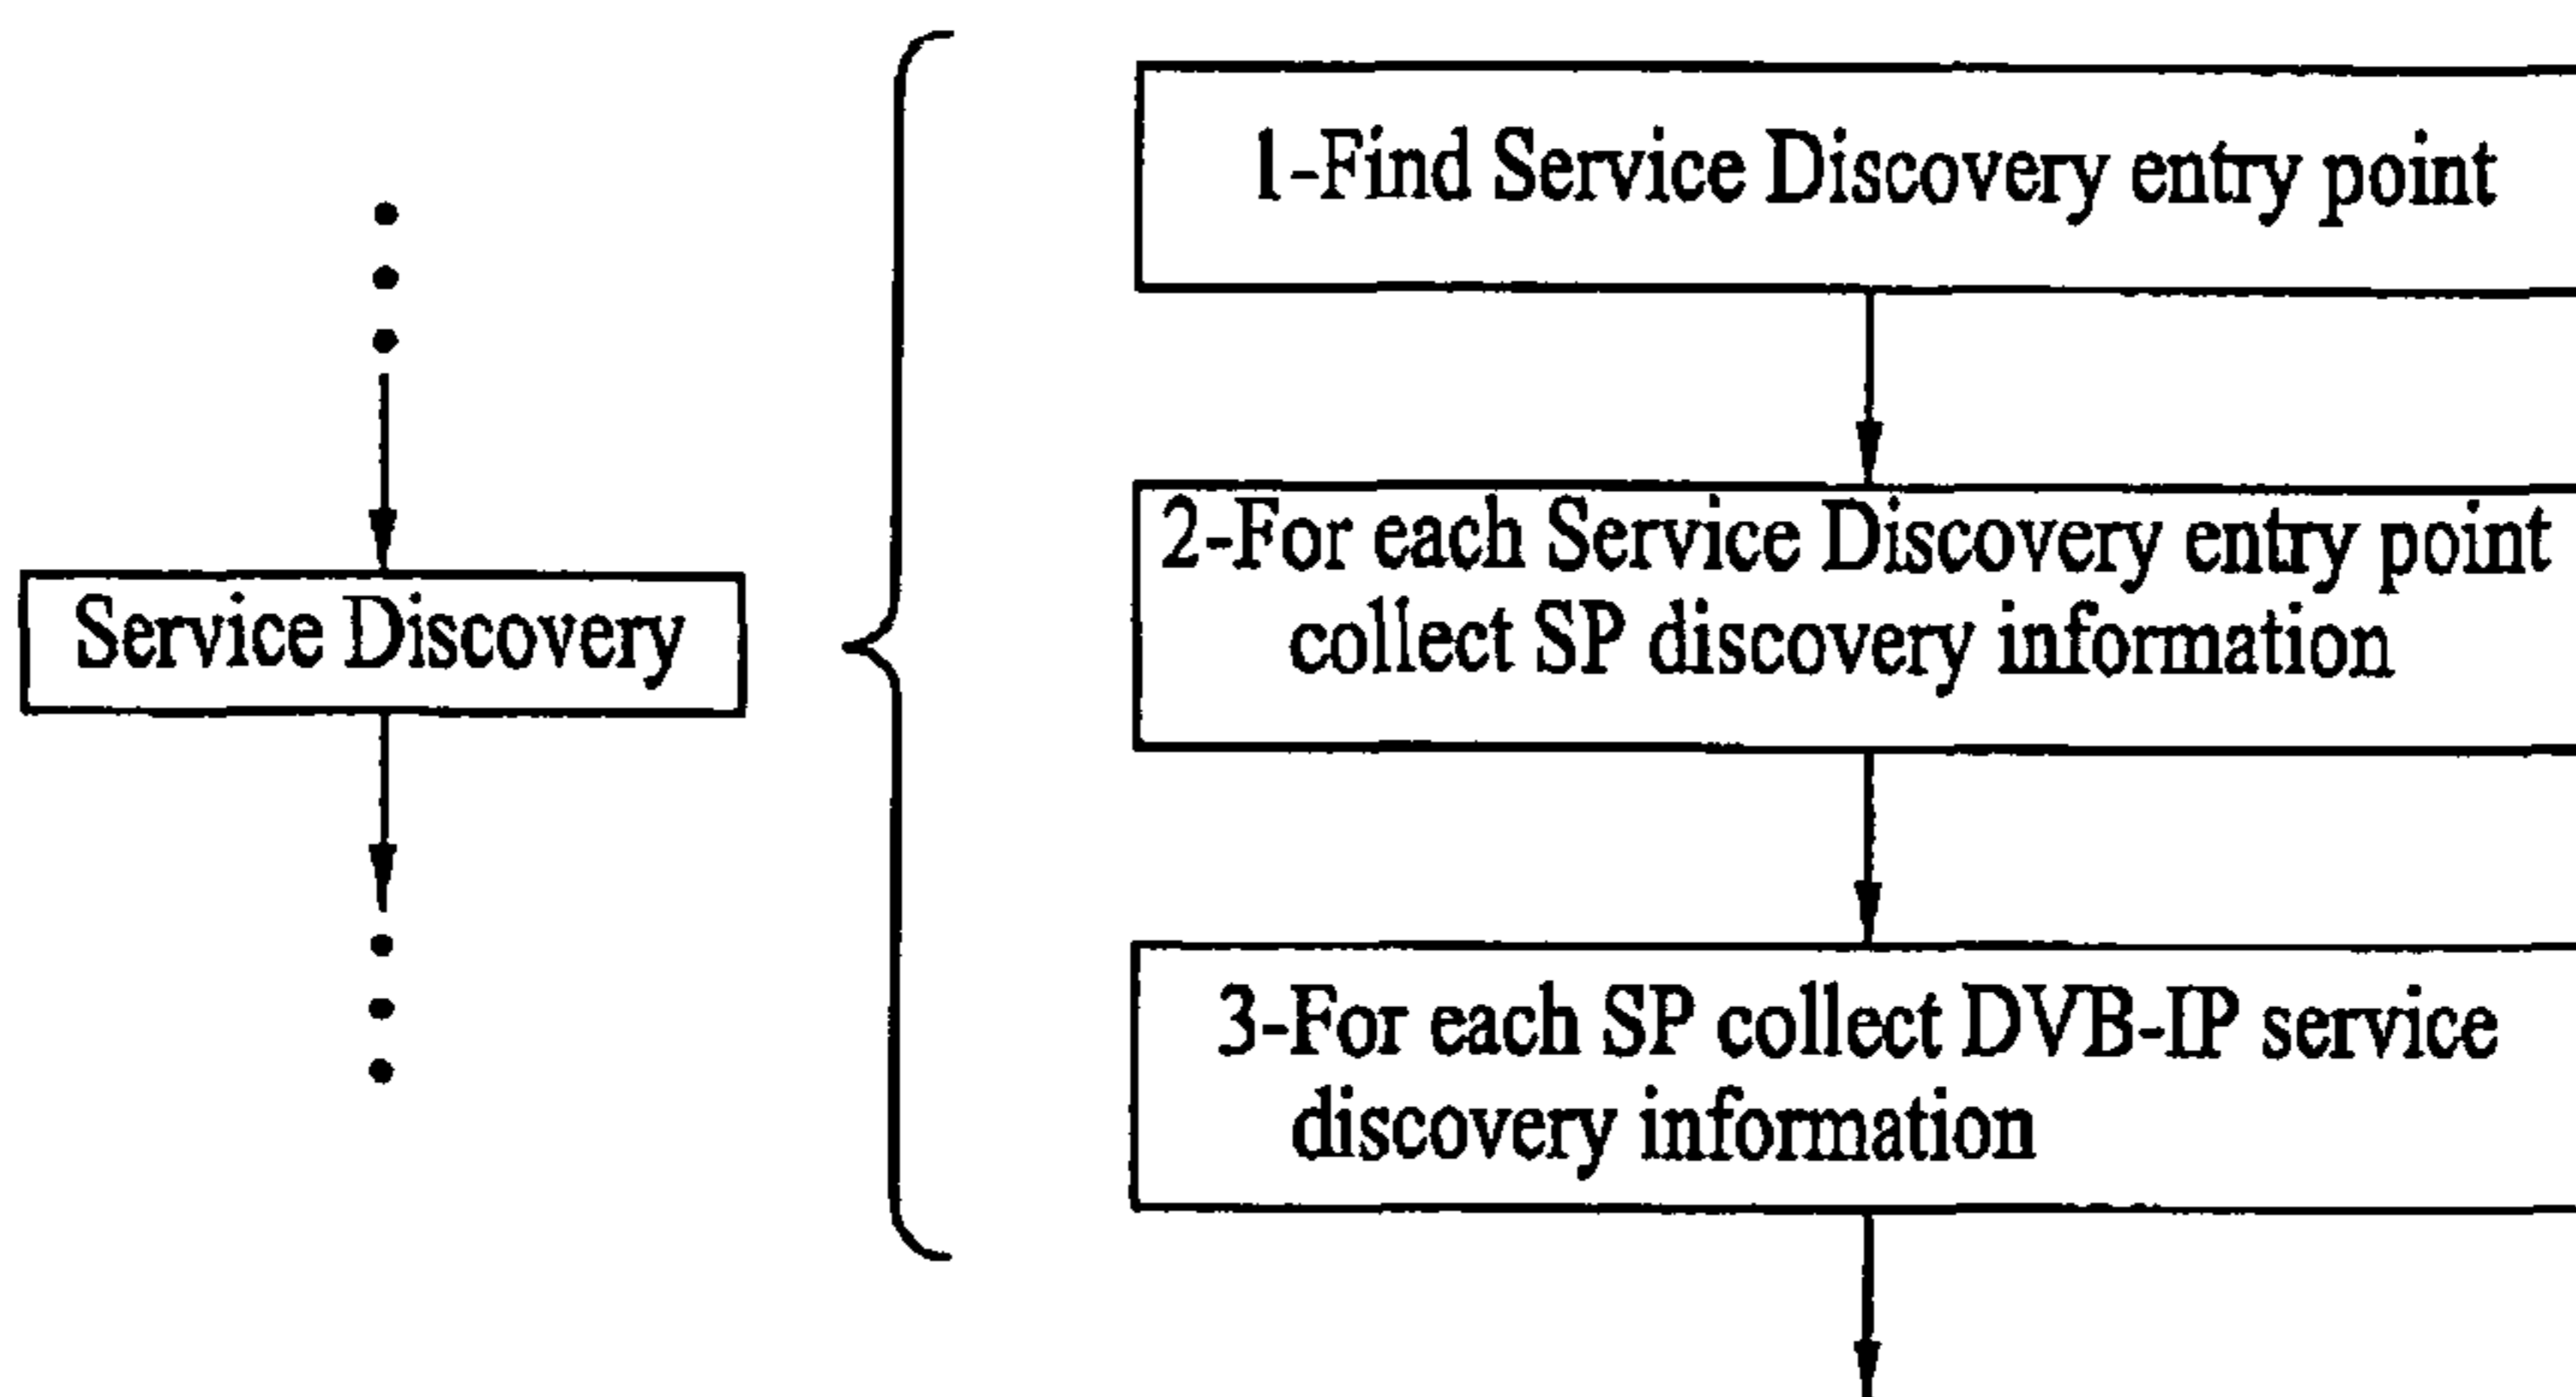 Service Discovery
1-Find Service Discovery entry point
2-For each Service Discovery entry point
collect SP discovery information
3-For each SP collect DVB-IP service
discovery information